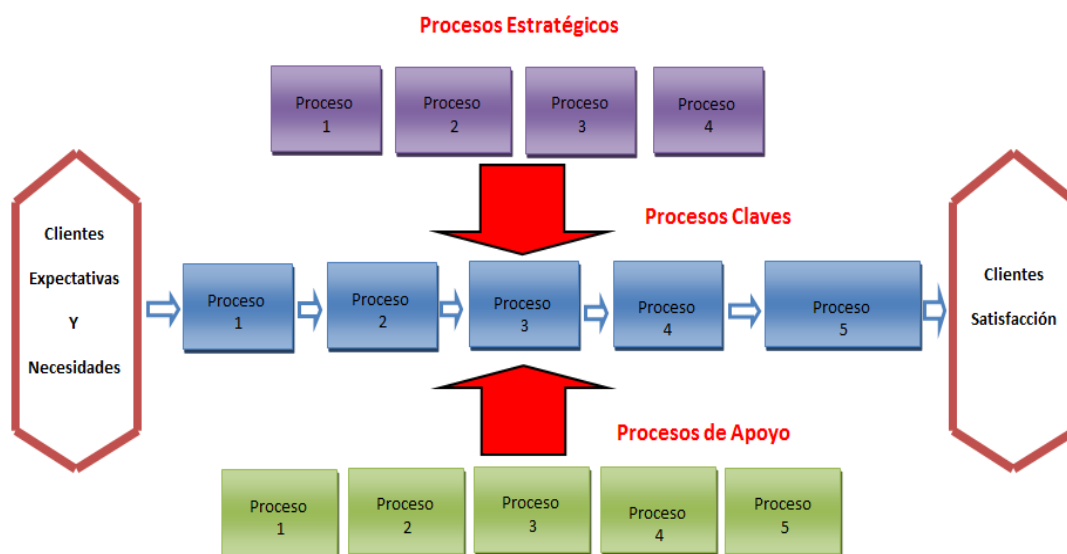 Procesos Estratégicos
Proceso
1
Proceso
2
Proceso
3
Proceso
4
Procesos Claves
Clientes
Expectativas
Y
Necesidades
Proceso
1
Proceso
2
Proceso
3
Proceso
4
Proceso
5
Clientes
Satisfacción
Procesos de Apoyo
Proceso
1
Proceso
2
Proceso
3
Proceso
4
Proceso
5